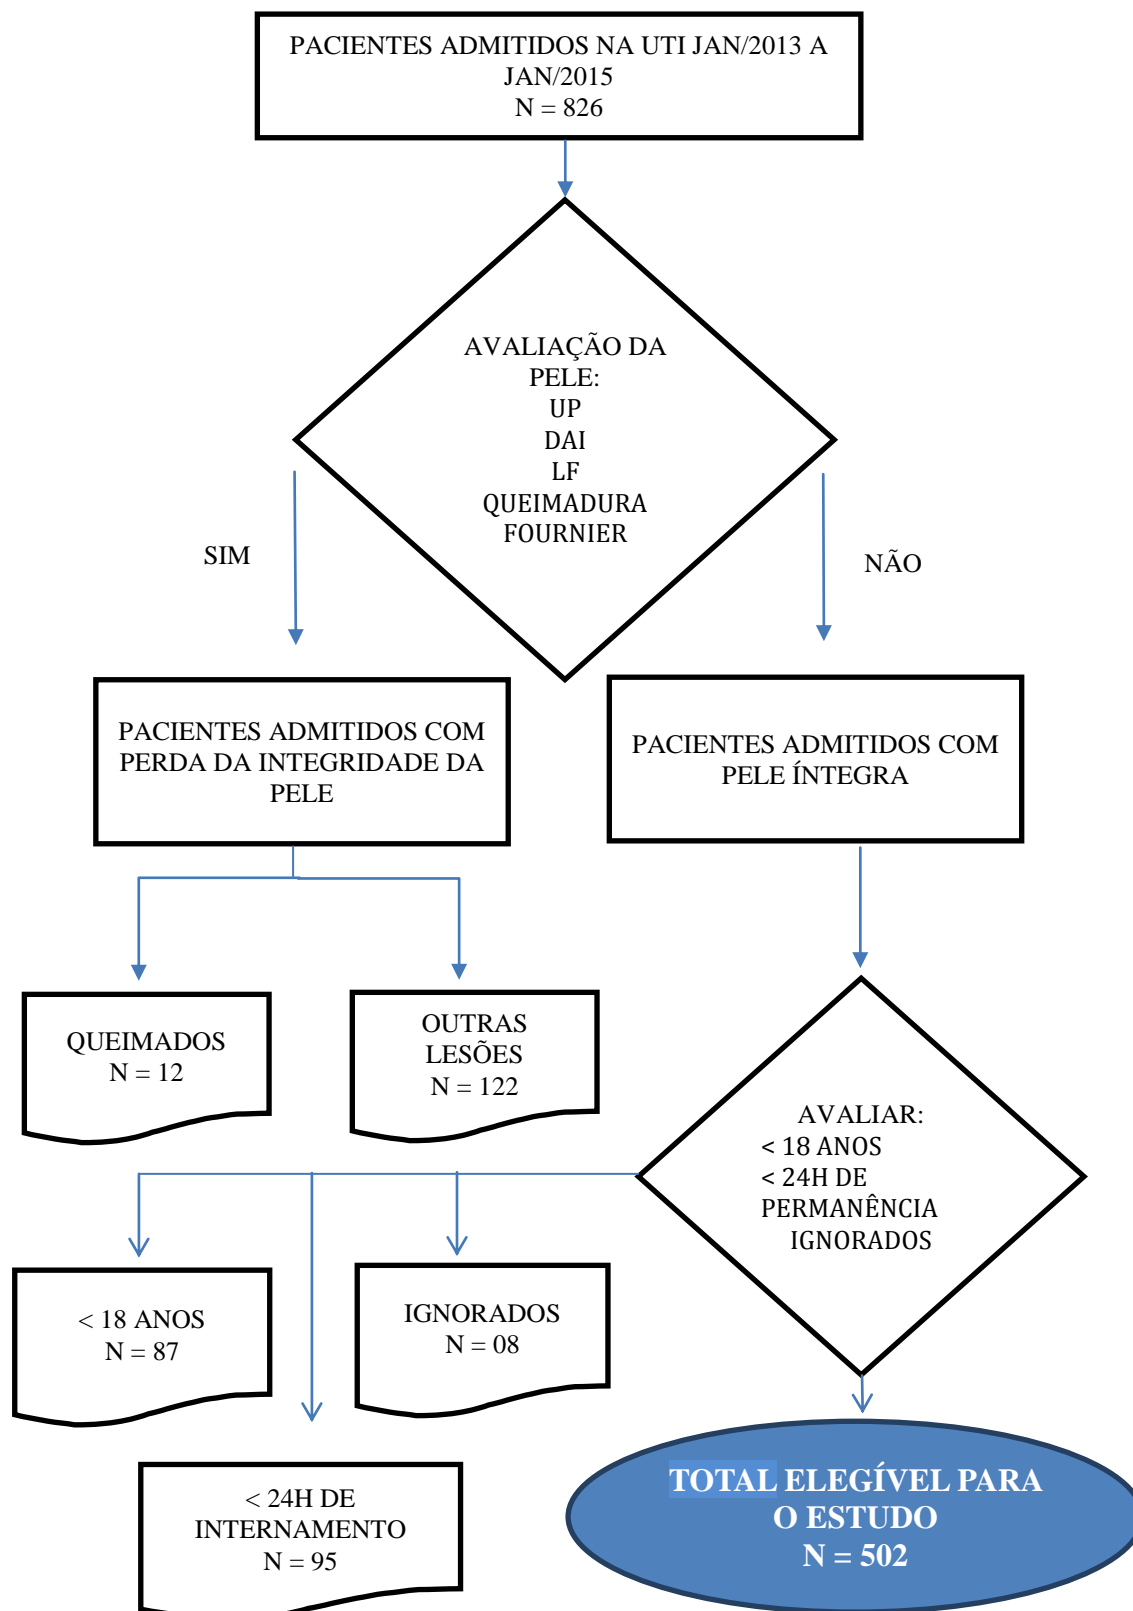 PACIENTES ADMITIDOS NA UTI JAN/2013 A
JAN/2015
N = 826
AVALIAÇÃO DA
PELE:
UP
DAI
LF
QUEIMADURA
FOURNIER
SIM
NÃO
PACIENTES ADMITIDOS COM
PERDA DA INTEGRIDADE DA
PELE
PACIENTES ADMITIDOS COM
PELE ÍNTEGRA
QUEIMADOS
N = 12
OUTRAS
LESÕES
N = 122
AVALIAR:
< 18 ANOS
< 24H DE
PERMANÊNCIA
IGNORADOS
< 18 ANOS
N = 87
IGNORADOS
N = 08
< 24H DE
INTERNAMENTO
N = 95
TOTAL ELEGÍVEL PARA
O ESTUDO
N = 502